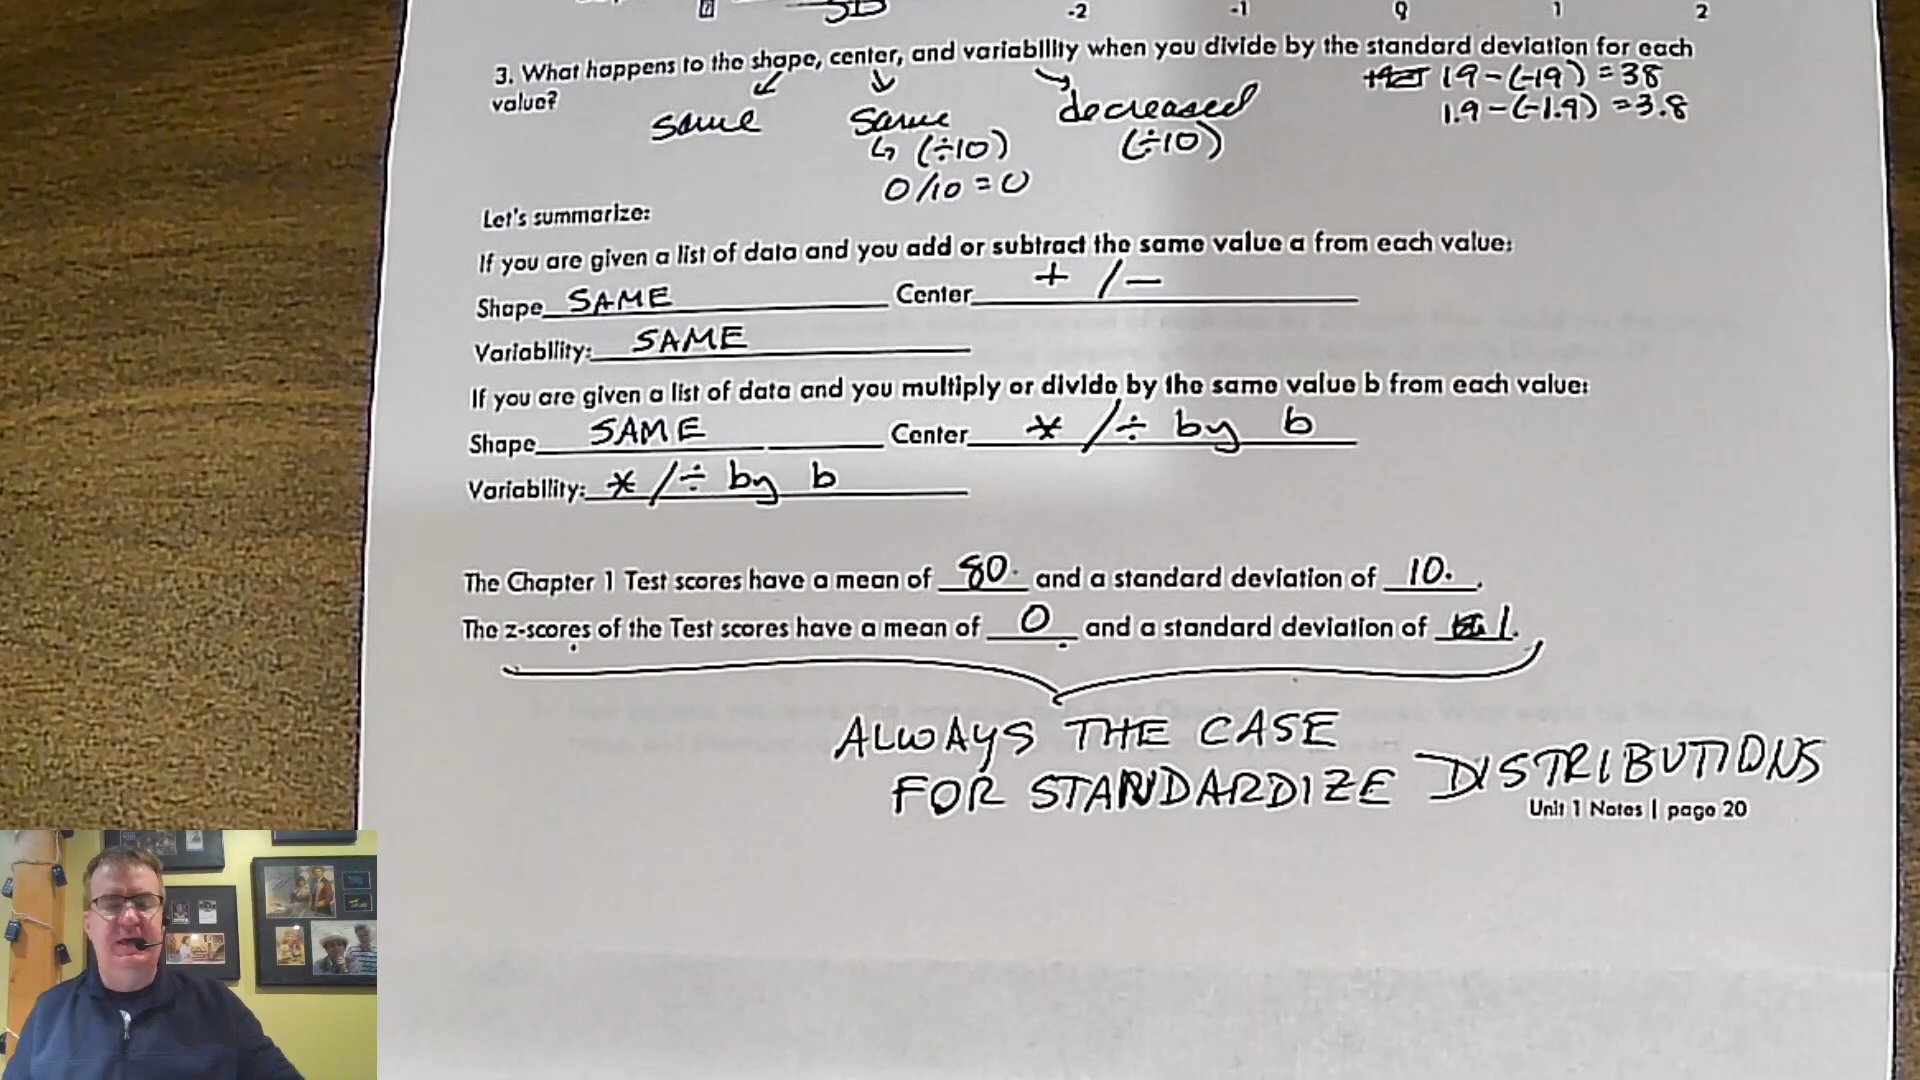 -2 -1 0 1 2
3. What happens to the shape, center, and variability when you divide by the standard deviation for each
value?
19-(-19) = 38
1.9-(-1.9) = 3.8
same same decreased
↳ (÷10) (÷10)
0/10 = 0
Let's summarize:
If you are given a list of data and you add or subtract the same value a from each value:
Shape SAME Center + / -
Variability: SAME
If you are given a list of data and you multiply or divide by the same value b from each value:
Shape SAME Center * / ÷ by b
Variability: * / ÷ by b
The Chapter 1 Test scores have a mean of 80. and a standard deviation of 10. .
The z-scores of the Test scores have a mean of 0 and a standard deviation of 1.
ALWAYS THE CASE
FOR STANDARDIZE DISTRIBUTIONS
Unit 1 Notes | page 20